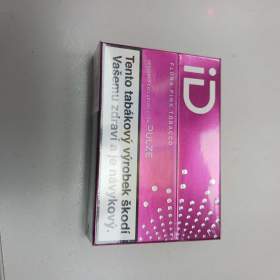 iD
FLORA PINK TOBACCO
PULZE
Tento tabákový výrobek škodí
Vašemu zdraví a je návykový.